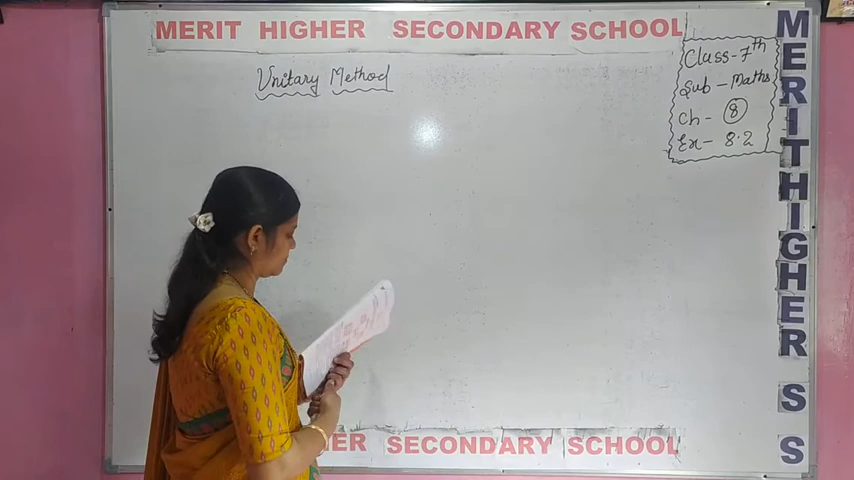 MERIT HIGHER SECONDARY SCHOOL
Unitary Method
Class-7th
Sub - Maths
Ch - 8
Ex - 8.2
MERIT HIGHER S S
HER SECONDARY SCHOOL